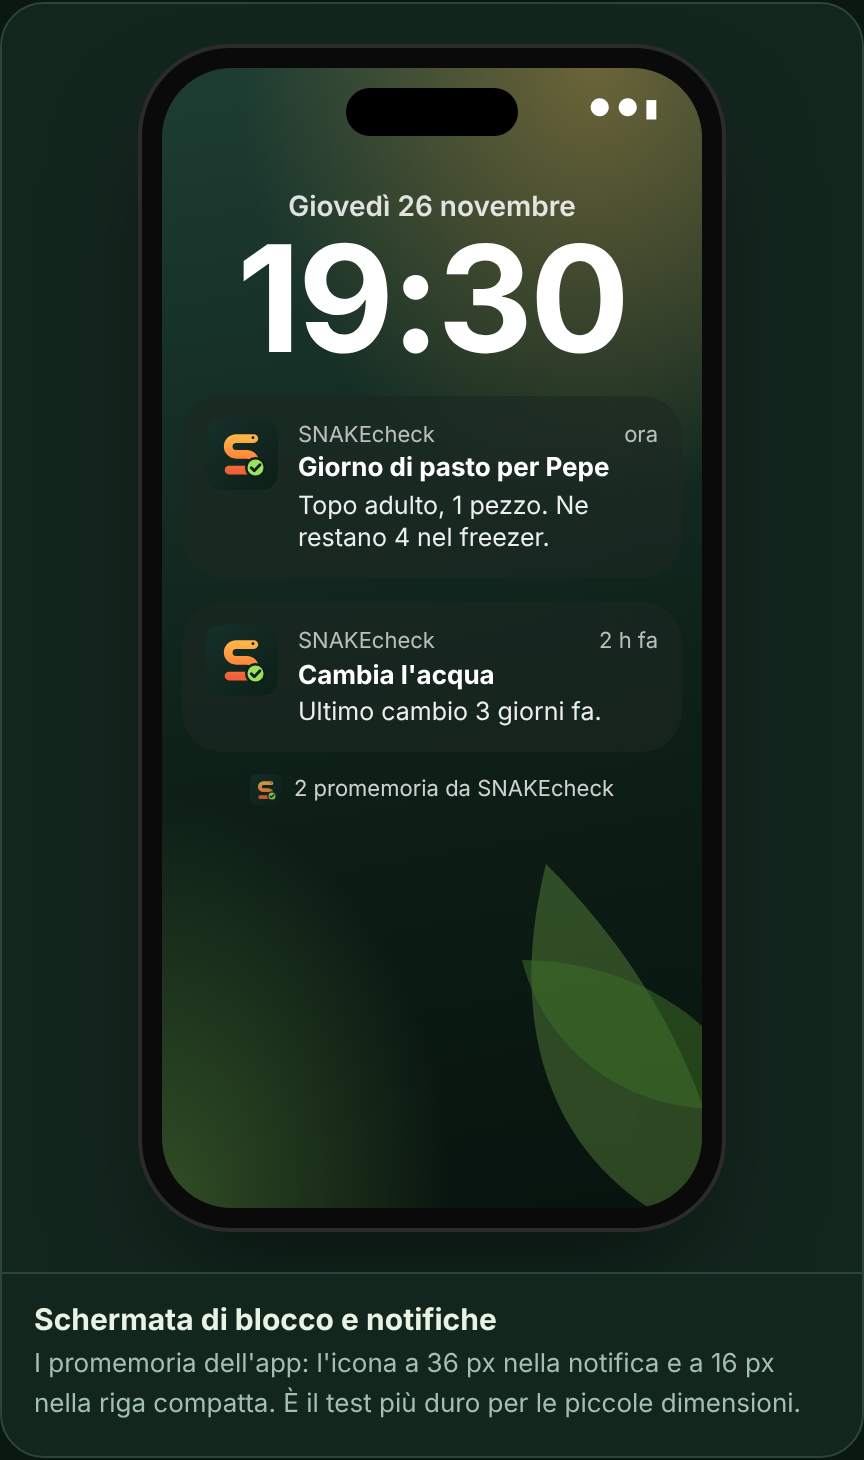 Giovedì 26 novembre
19:30
SNAKEcheck ora
Giorno di pasto per Pepe
Topo adulto, 1 pezzo. Ne
restano 4 nel freezer.
SNAKEcheck 2 h fa
Cambia l'acqua
Ultimo cambio 3 giorni fa.
2 promemoria da SNAKEcheck
Schermata di blocco e notifiche
I promemoria dell'app: l'icona a 36 px nella notifica e a 16 px
nella riga compatta. È il test più duro per le piccole dimensioni.